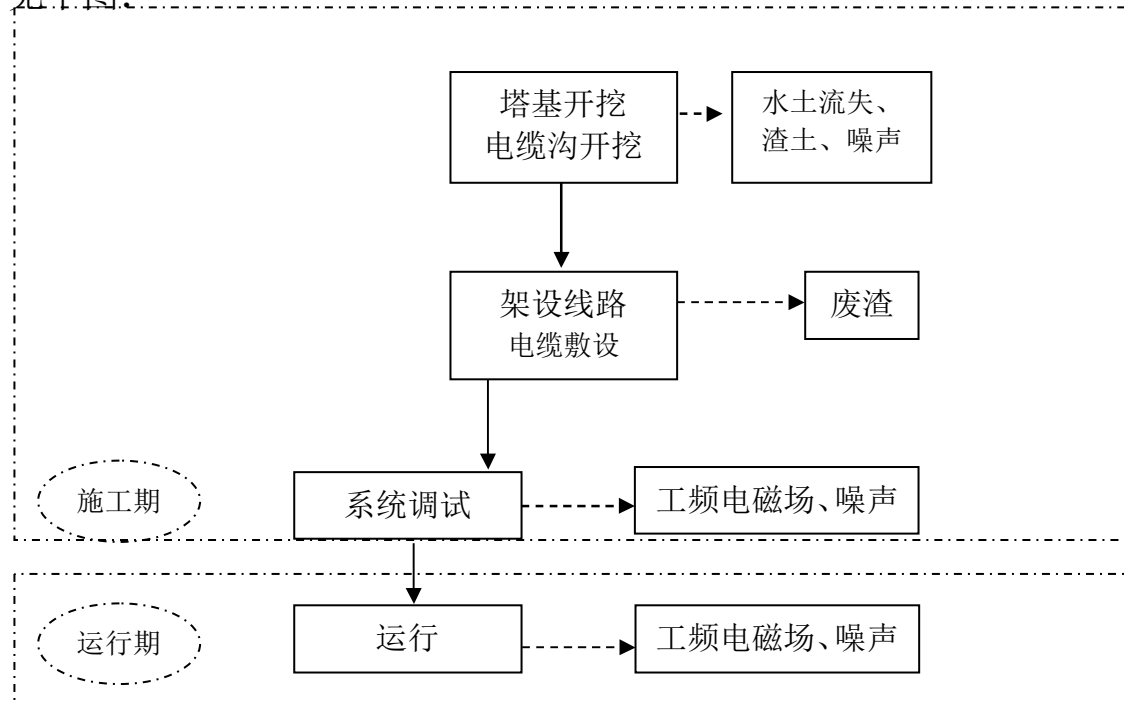 塔基开挖
电缆沟开挖
水土流失、
渣土、噪声
架设线路
电缆敷设
废渣
施工期
系统调试
工频电磁场、噪声
运行期
运行
工频电磁场、噪声